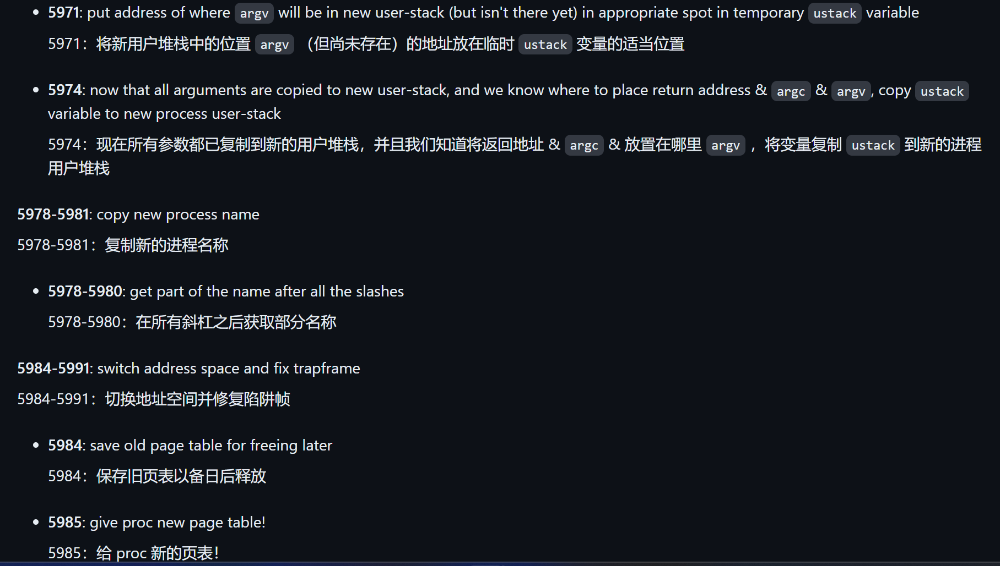 5971: put address of where argv will be in new user-stack (but isn't there yet) in appropriate spot in temporary ustack variable
5971：将新用户堆栈中的位置 argv （但尚未存在）的地址放在临时 ustack 变量的适当位置
5974: now that all arguments are copied to new user-stack, and we know where to place return address & argc & argv, copy ustack
variable to new process user-stack
5974：现在所有参数都已复制到新的用户堆栈，并且我们知道将返回地址 & argc & 放置在哪里 argv ，将变量复制 ustack 到新的进程
用户堆栈
5978-5981: copy new process name
5978-5981：复制新的进程名称
5978-5980: get part of the name after all the slashes
5978-5980：在所有斜杠之后获取部分名称
5984-5991: switch address space and fix trapframe
5984-5991：切换地址空间并修复陷阱帧
5984: save old page table for freeing later
5984：保存旧页表以备日后释放
5985: give proc new page table!
5985：给 proc 新的页表！